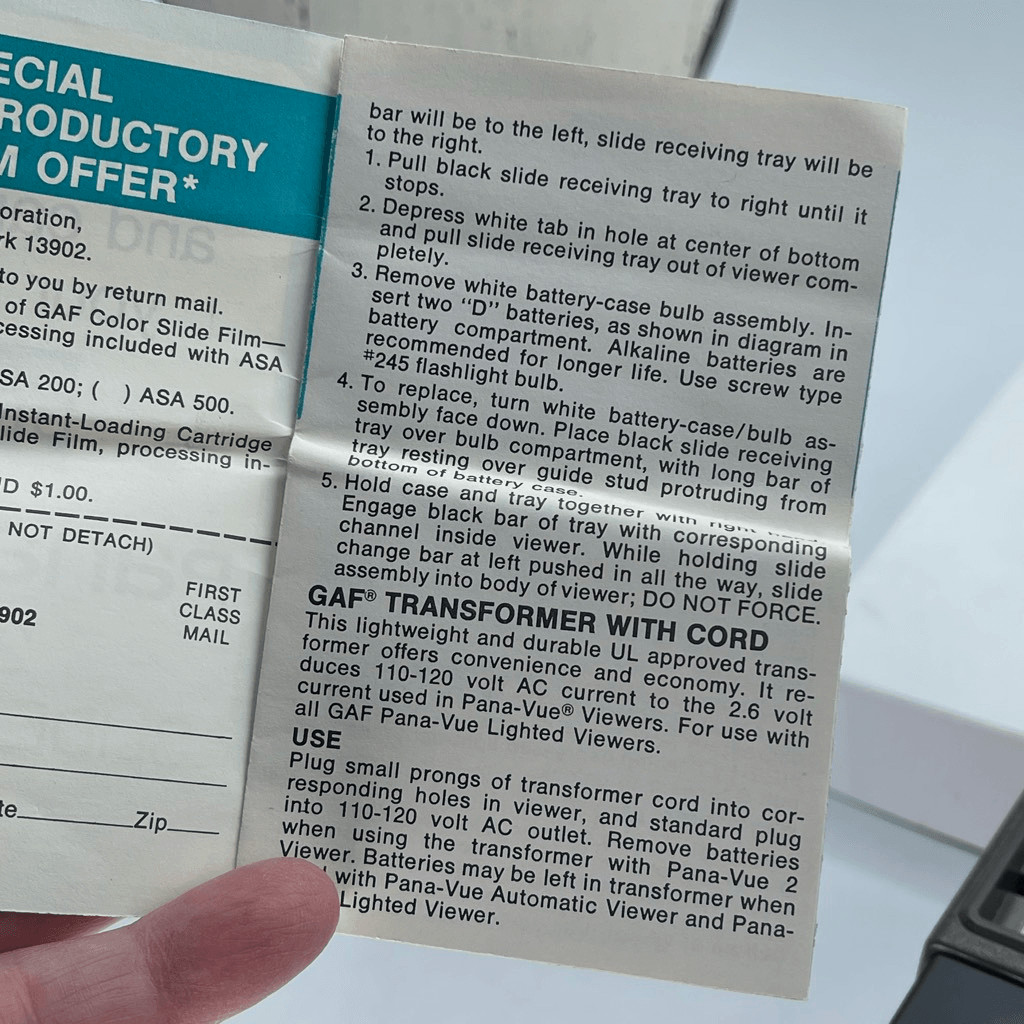 ECIAL
RODUCTORY
M OFFER*
oration,
rk 13902.
to you by return mail.
of GAF Color Slide Film—
cessing included with ASA
SA 200; ( ) ASA 500.
Instant-Loading Cartridge
lide Film, processing in-
ND $1.00.
NOT DETACH)
FIRST
CLASS
MAIL
902
te Zip
bar will be to the left, slide receiving tray will be
to the right.
1. Pull black slide receiving tray to right until it
stops.
2. Depress white tab in hole at center of bottom
and pull slide receiving tray out of viewer com-
pletely.
3. Remove white battery-case bulb assembly. In-
sert two "D" batteries, as shown in diagram in
battery compartment. Alkaline batteries are
recommended for longer life. Use screw type
#245 flashlight bulb.
4. To replace, turn white battery-case/bulb as-
sembly face down. Place black slide receiving
tray over bulb compartment, with long bar of
tray resting over guide stud protruding from
bottom of battery case.
5. Hold case and tray together with right
Engage black bar of tray with corresponding
channel inside viewer. While holding slide
change bar at left pushed in all the way, slide
assembly into body of viewer; DO NOT FORCE.
GAF® TRANSFORMER WITH CORD
This lightweight and durable UL approved trans-
former offers convenience and economy. It re-
duces 110-120 volt AC current to the 2.6 volt
current used in Pana-Vue® Viewers. For use with
all GAF Pana-Vue Lighted Viewers.
USE
Plug small prongs of transformer cord into cor-
responding holes in viewer, and standard plug
into 110-120 volt AC outlet. Remove batteries
when using the transformer with Pana-Vue 2
Viewer. Batteries may be left in transformer when
with Pana-Vue Automatic Viewer and Pana-
Lighted Viewer.